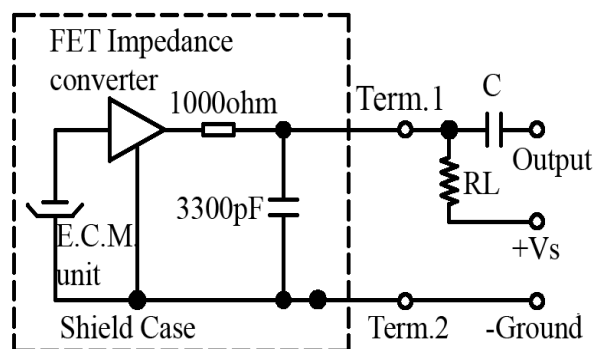 FET Impedance
converter
1000ohm
Term.1
C
Output
RL
3300pF
E.C.M.
unit
+Vs
Shield Case
Term.2
-Ground